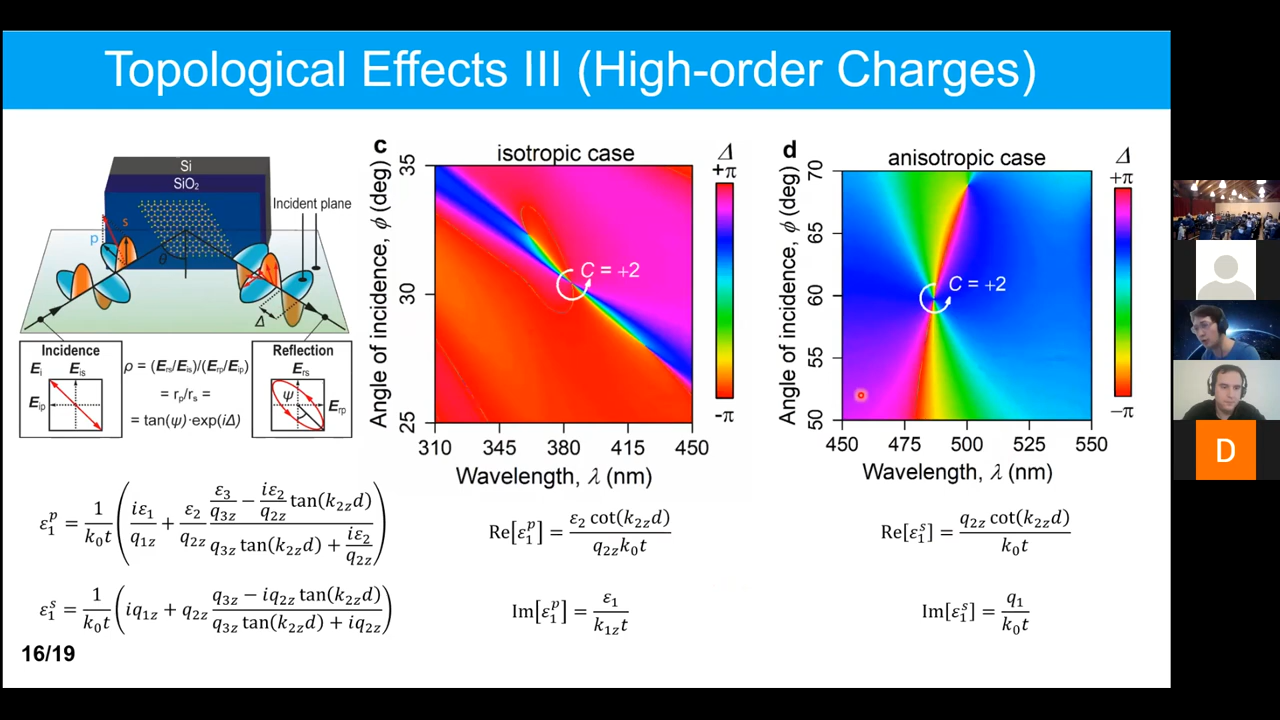 Topological Effects III (High-order Charges)
Si
SiO₂
Incident plane
s
p
θ
Δ
Incidence
Eᵢ
Eᵢₛ
Eᵢₚ
ρ = (Eᵣₛ/Eᵢₛ)/(Eᵣₚ/Eᵢₚ)
= rₚ/rₛ =
= tan(ψ)·exp(iΔ)
Reflection
Eᵣₛ
ψ
Eᵣₚ
c
isotropic case
Δ
+π
-π
C = +2
Angle of incidence, ϕ (deg)
35
30
25
310 345 380 415 450
Wavelength, λ (nm)
d
anisotropic case
Δ
+π
−π
C = +2
Angle of incidence, ϕ (deg)
70
65
60
55
50
450 475 500 525 550
Wavelength, λ (nm)
ε₁ᵖ = 1/(k₀t) (iε₁/q₁z + ε₂/q₂z (ε₃/q₃z − iε₂/q₂z tan(k₂zd))/(q₃z tan(k₂zd) + iε₂/q₂z))
Re[ε₁ᵖ] = ε₂ cot(k₂zd)/(q₂zk₀t)
Re[ε₁ˢ] = q₂z cot(k₂zd)/(k₀t)
ε₁ˢ = 1/(k₀t) (iq₁z + q₂z (q₃z − iq₂z tan(k₂zd))/(q₃z tan(k₂zd) + iq₂z))
Im[ε₁ᵖ] = ε₁/(k₁zt)
Im[ε₁ˢ] = q₁/(k₀t)
16/19
D